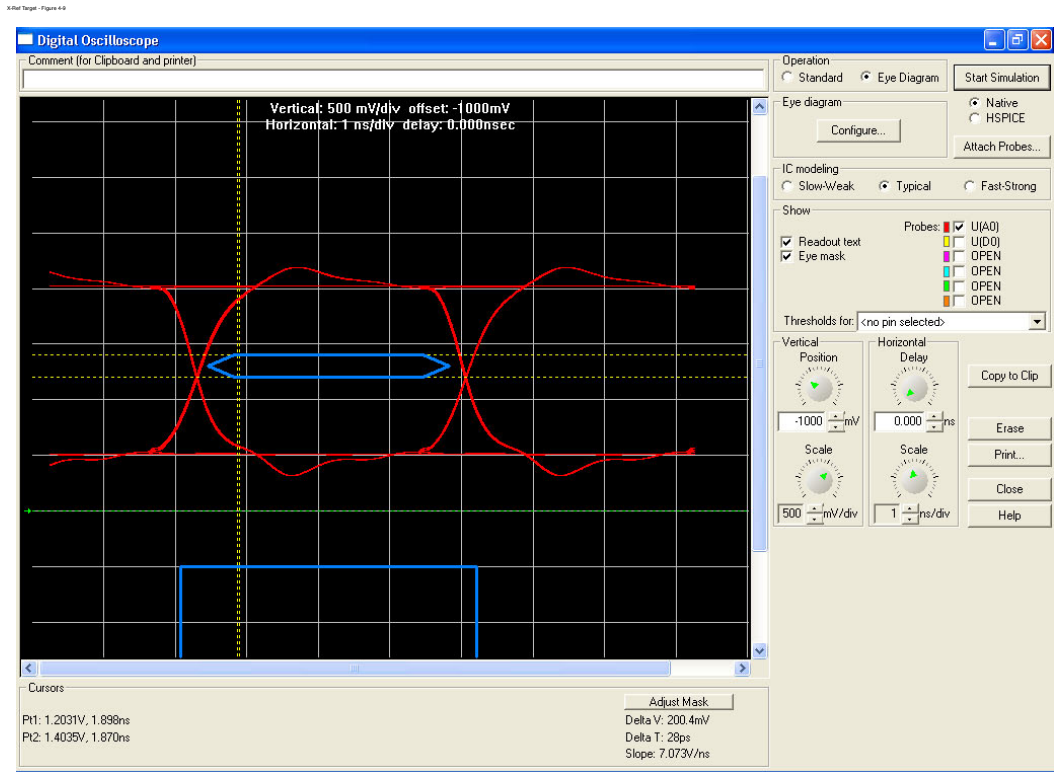 X-Ref Target - Figure 4-9
Digital Oscilloscope
Comment (for Clipboard and printer)
Vertical: 500 mV/div offset: -1000mV
Horizontal: 1 ns/div delay: 0.000nsec
Operation
Standard
Eye Diagram
Start Simulation
Eye diagram
Configure...
Native
HSPICE
Attach Probes...
IC modeling
Slow-Weak
Typical
Fast-Strong
Show
Probes:
U(A0)
Readout text
U(D0)
Eye mask
OPEN
OPEN
OPEN
OPEN
Thresholds for: <no pin selected>
Vertical
Horizontal
Position
Delay
Copy to Clip
-1000 mV
0.000 ns
Erase
Scale
Scale
Print...
Close
500 mV/div
1 ns/div
Help
Cursors
Adjust Mask
Pt1: 1.2031V, 1.898ns
Delta V: 200.4mV
Pt2: 1.4035V, 1.870ns
Delta T: 28ps
Slope: 7.073V/ns